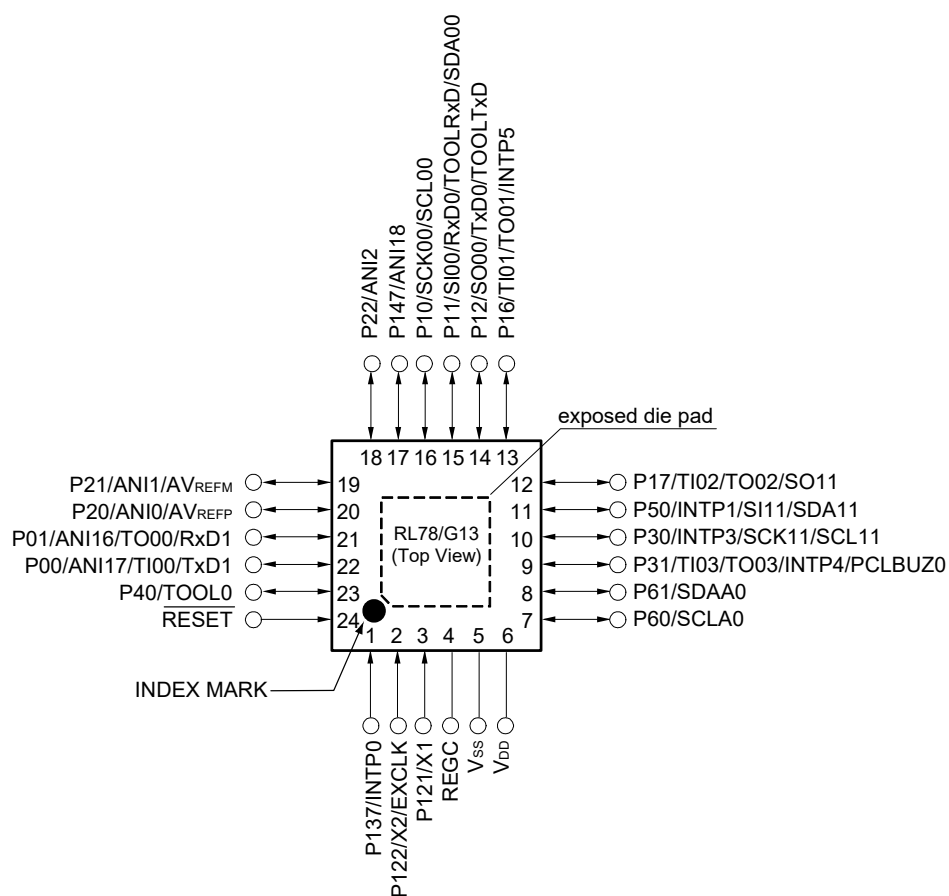 P22/ANI2
P147/ANI18
P10/SCK00/SCL00
P11/SI00/RxD0/TOOLRxD/SDA00
P12/SO00/TxD0/TOOLTxD
P16/TI01/TO01/INTP5
exposed die pad
18 17 16 15 14 13
P21/ANI1/AVREFM 19
P20/ANI0/AVREFP 20
P01/ANI16/TO00/RxD1 21
P00/ANI17/TI00/TxD1 22
P40/TOOL0 23
RESET 24
RL78/G13
(Top View)
12 P17/TI02/TO02/SO11
11 P50/INTP1/SI11/SDA11
10 P30/INTP3/SCK11/SCL11
9 P31/TI03/TO03/INTP4/PCLBUZ0
8 P61/SDAA0
7 P60/SCLA0
1 2 3 4 5 6
INDEX MARK
P137/INTP0
P122/X2/EXCLK
P121/X1
REGC
VSS
VDD